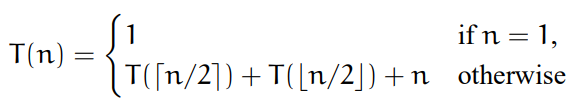 T(n) = { 1 if n = 1,
T(⌈n/2⌉) + T(⌊n/2⌋) + n otherwise